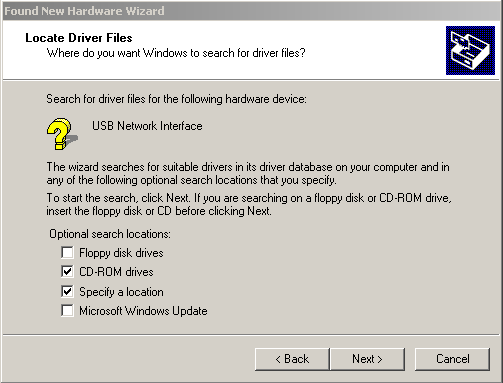 Found New Hardware Wizard
Locate Driver Files
Where do you want Windows to search for driver files?
Search for driver files for the following hardware device:
USB Network Interface
The wizard searches for suitable drivers in its driver database on your computer and in
any of the following optional search locations that you specify.
To start the search, click Next. If you are searching on a floppy disk or CD-ROM drive,
insert the floppy disk or CD before clicking Next.
Optional search locations:
Floppy disk drives
CD-ROM drives
Specify a location
Microsoft Windows Update
< Back
Next >
Cancel